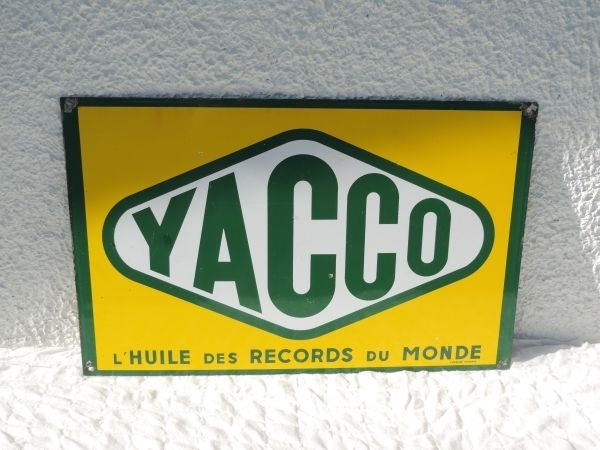 YACCO
L'HUILE DES RECORDS DU MONDE